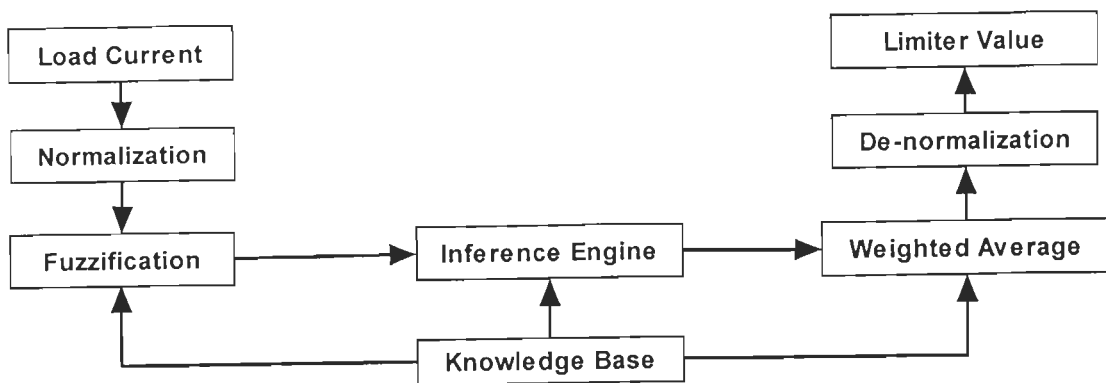 Load Current
Limiter Value
Normalization
De-normalization
Fuzzification
Inference Engine
Weighted Average
Knowledge Base